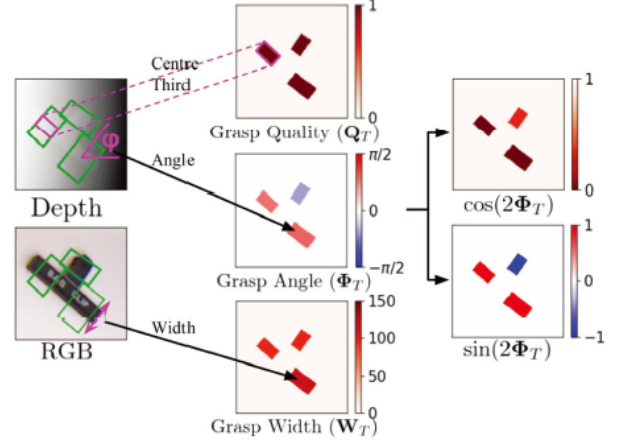 1
Centre
Third
0
Grasp Quality (Q_T)
φ
Depth
Angle
π/2
0
−π/2
Grasp Angle (Φ_T)
1
0
cos(2Φ_T)
1
0
−1
sin(2Φ_T)
RGB
Width
150
100
50
0
Grasp Width (W_T)